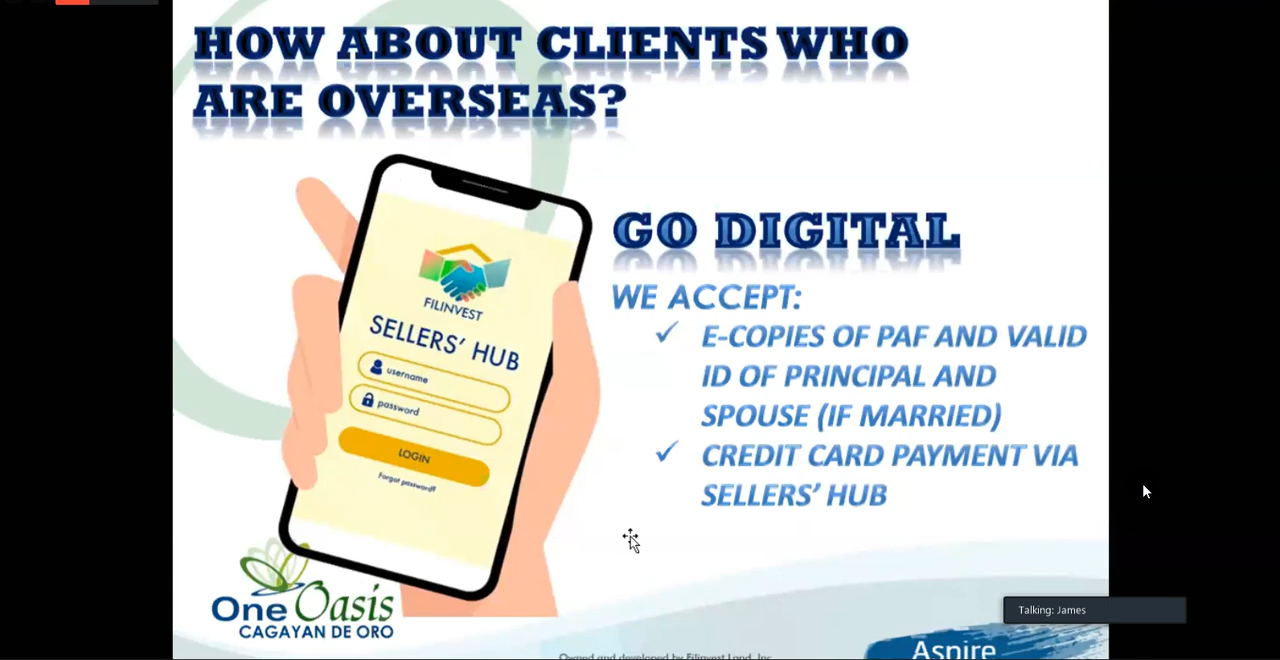 HOW ABOUT CLIENTS WHO
ARE OVERSEAS?
FILINVEST
SELLERS' HUB
username
password
LOGIN
Forgot password?
GO DIGITAL
WE ACCEPT:
E-COPIES OF PAF AND VALID
ID OF PRINCIPAL AND
SPOUSE (IF MARRIED)
CREDIT CARD PAYMENT VIA
SELLERS' HUB
One Oasis
CAGAYAN DE ORO
Talking: James
Owned and developed by Filinvest Land, Inc.
Aspire